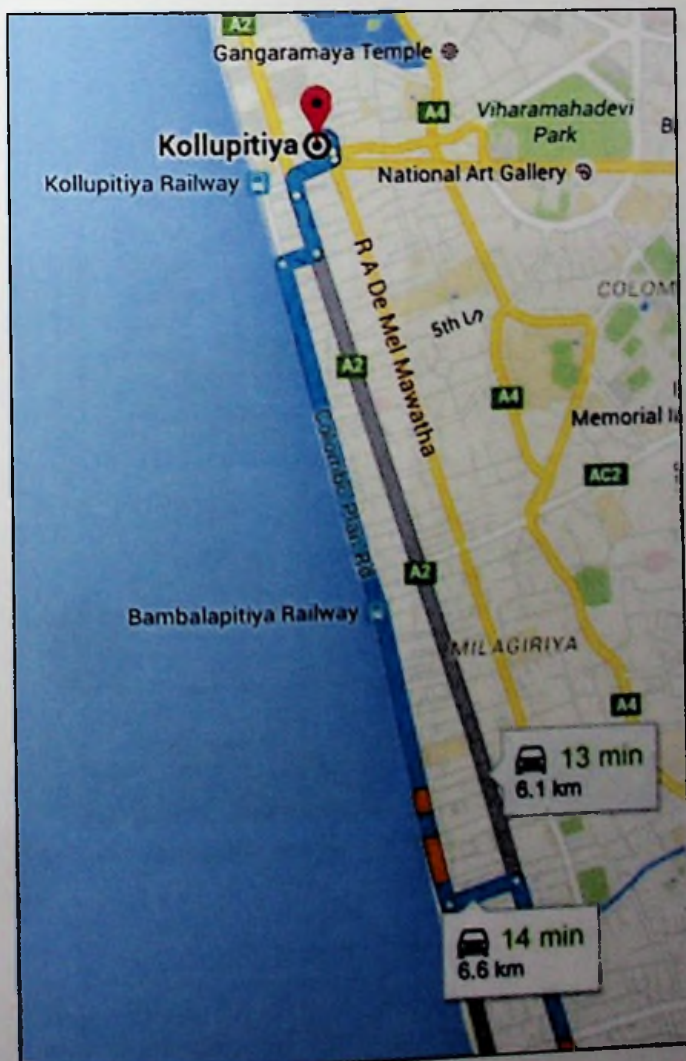 A2
Gangaramaya Temple
A4
Viharamahadevi
Park
Kollupitiya
Kollupitiya Railway
National Art Gallery
R A De Mel Mawatha
5th
COLOM
A2
A4
Memorial
AC2
Colombo Plan Rd
A2
Bambalapitiya Railway
MILAGIRIYA
A4
13 min
6.1 km
14 min
6.6 km